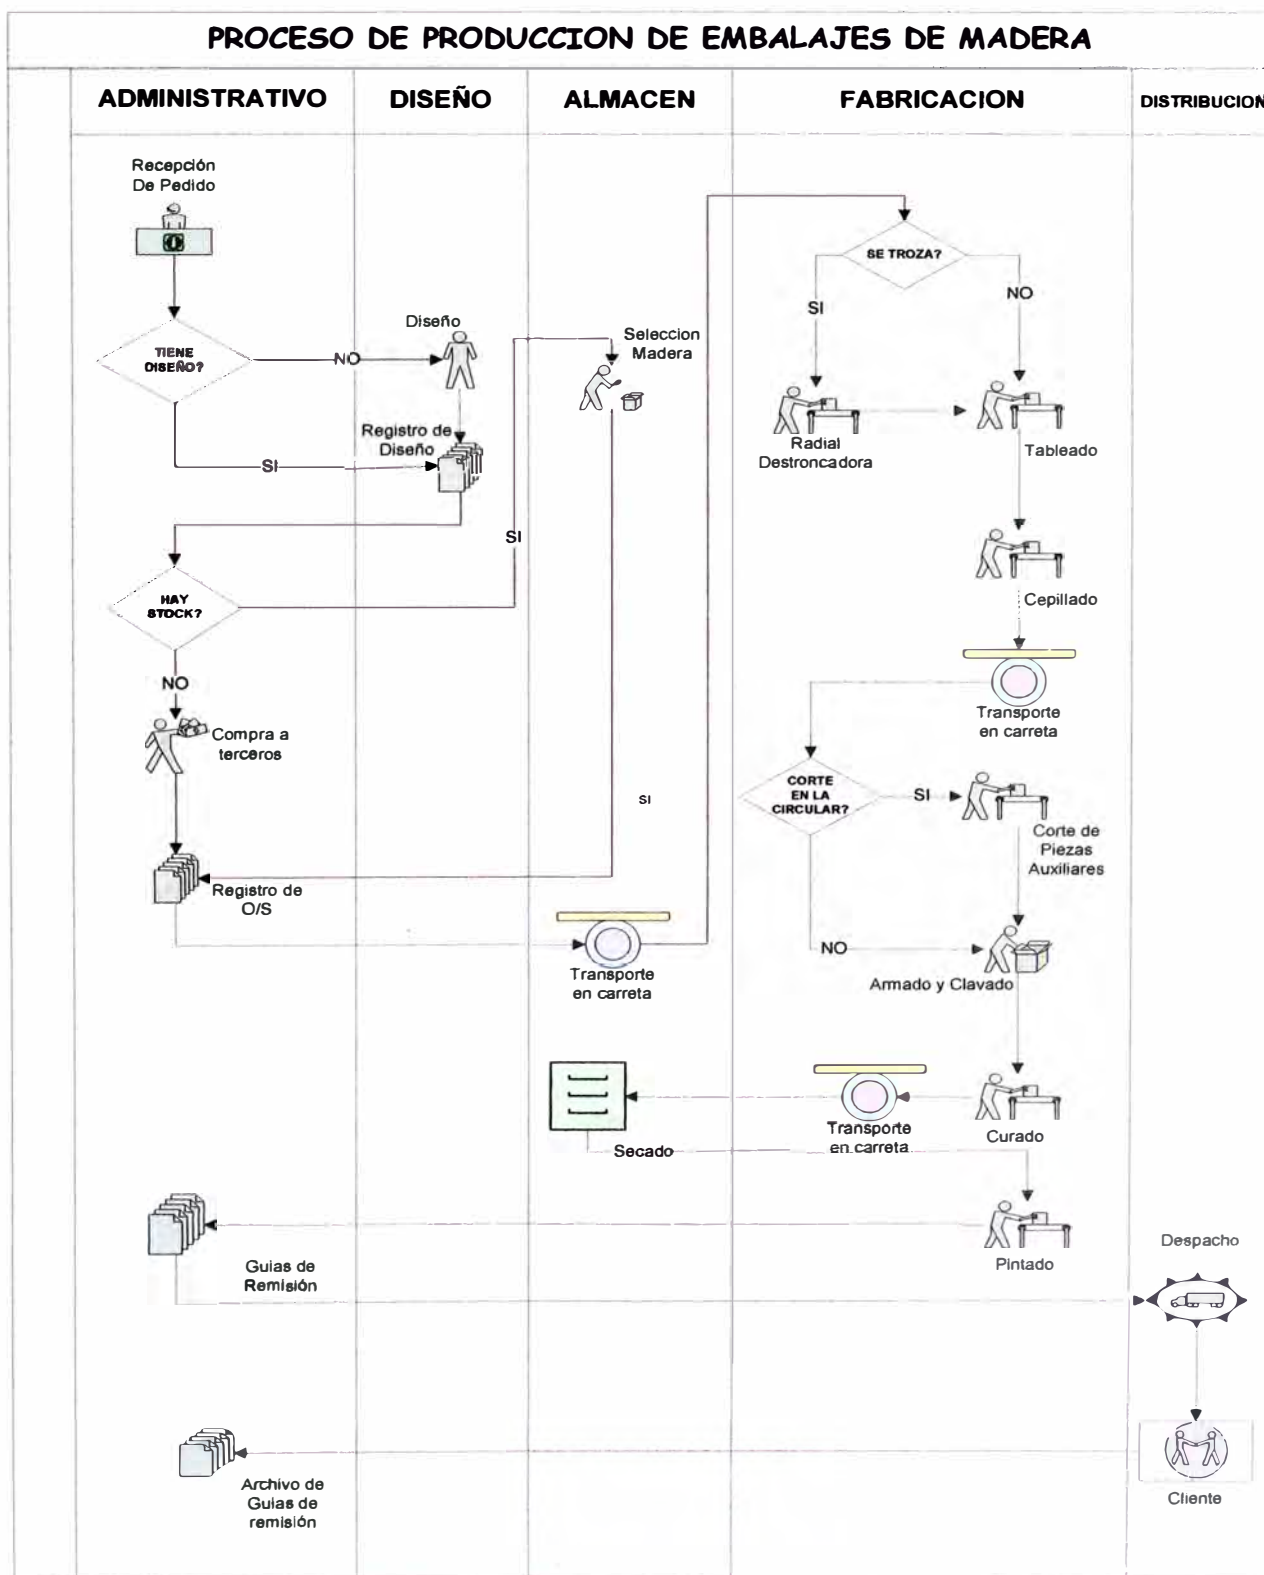 PROCESO DE PRODUCCION DE EMBALAJES DE MADERA
ADMINISTRATIVO
DISEÑO
ALMACEN
FABRICACION
DISTRIBUCION
Recepción
De Pedido
TIENE
DISEÑO?
NO
SI
Diseño
Registro de
Diseño
HAY
STOCK?
SI
NO
Compra a
terceros
Registro de
O/S
Seleccion
Madera
SI
Transporte
en carreta
SE TROZA?
SI
NO
Radial
Destroncadora
Tableado
Cepillado
Transporte
en carreta
CORTE
EN LA
CIRCULAR?
SI
NO
Corte de
Piezas
Auxiliares
Armado y Clavado
Curado
Transporte
en carreta
Secado
Pintado
Guias de
Remisión
Despacho
Cliente
Archivo de
Guias de
remisión